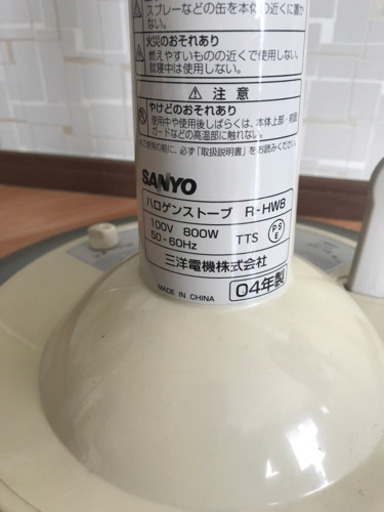 スプレーなどの缶を本体の近くに置か
ない。
火災のおそれあり
燃えやすいものの近くで使用しない。
就寝中は使用しない。
注意
やけどのおそれあり
使用中や使用後しばらくは、本体上部・前面
ガードなどの高温部に触れない。
ご使用の前に、必ず「取扱説明書」をお読みください。
SANYO
ハロゲンストーブ R-HW8
100V 800W
50-60Hz TTS PSE
三洋電機株式会社
MADE IN CHINA 04年製